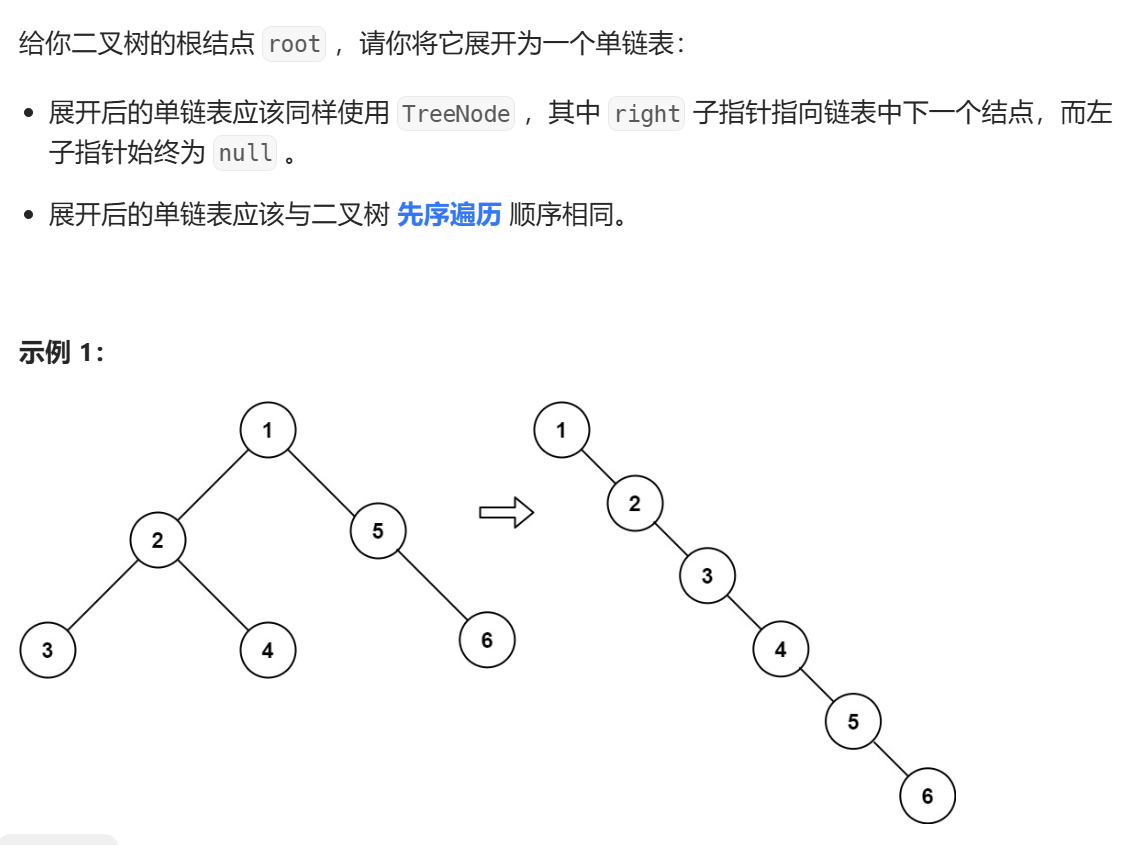 给你二叉树的根结点 root ，请你将它展开为一个单链表：
展开后的单链表应该同样使用 TreeNode ，其中 right 子指针指向链表中下一个结点，而左
子指针始终为 null 。
展开后的单链表应该与二叉树 先序遍历 顺序相同。
示例 1：
1
1
2
5
2
3
3
4
6
4
5
6